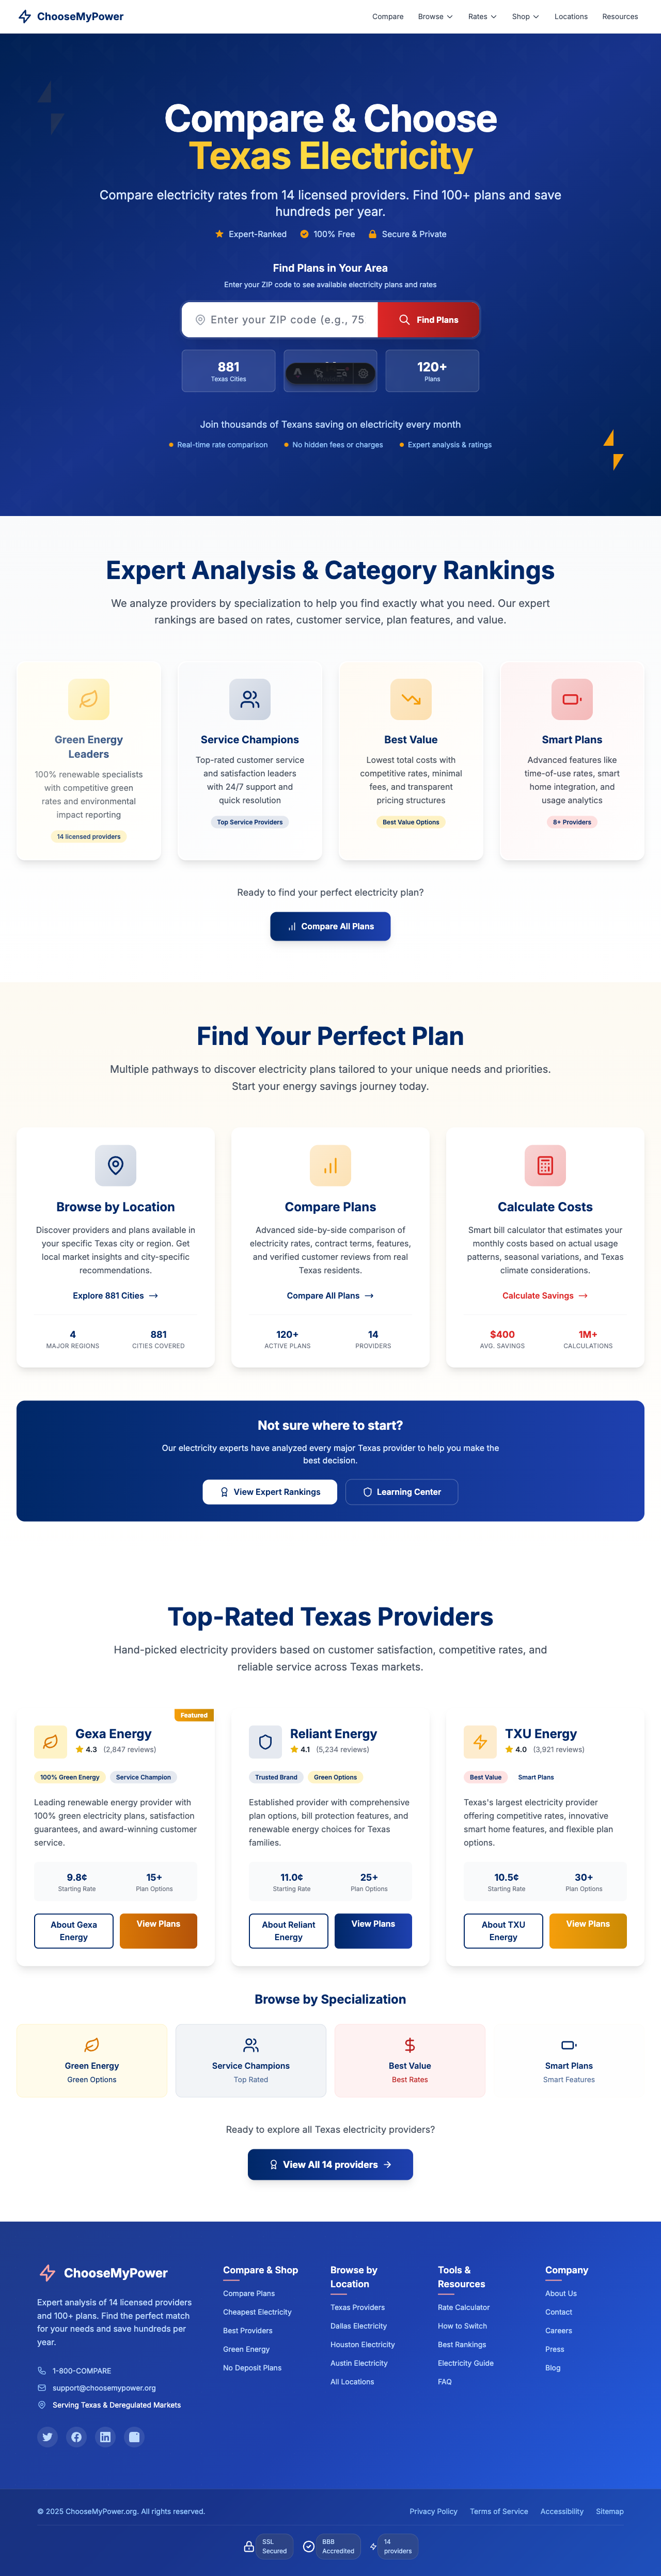 ChooseMyPower
Compare Browse Rates Shop Locations Resources
Compare & Choose
Texas Electricity
Compare electricity rates from 14 licensed providers. Find 100+ plans and save
hundreds per year.
Expert-Ranked 100% Free Secure & Private
Find Plans in Your Area
Enter your ZIP code to see available electricity plans and rates
Enter your ZIP code (e.g., 75
Find Plans
881
Texas Cities
120+
Plans
Join thousands of Texans saving on electricity every month
Real-time rate comparison No hidden fees or charges Expert analysis & ratings
Expert Analysis & Category Rankings
We analyze providers by specialization to help you find exactly what you need. Our expert
rankings are based on rates, customer service, plan features, and value.
Green Energy
Leaders
100% renewable specialists
with competitive green
rates and environmental
impact reporting
14 licensed providers
Service Champions
Top-rated customer service
and satisfaction leaders
with 24/7 support and
quick resolution
Top Service Providers
Best Value
Lowest total costs with
competitive rates, minimal
fees, and transparent
pricing structures
Best Value Options
Smart Plans
Advanced features like
time-of-use rates, smart
home integration, and
usage analytics
8+ Providers
Ready to find your perfect electricity plan?
Compare All Plans
Find Your Perfect Plan
Multiple pathways to discover electricity plans tailored to your unique needs and priorities.
Start your energy savings journey today.
Browse by Location
Discover providers and plans available in
your specific Texas city or region. Get
local market insights and city-specific
recommendations.
Explore 881 Cities →
4 881
MAJOR REGIONS CITIES COVERED
Compare Plans
Advanced side-by-side comparison of
electricity rates, contract terms, features,
and verified customer reviews from real
Texas residents.
Compare All Plans →
120+ 14
ACTIVE PLANS PROVIDERS
Calculate Costs
Smart bill calculator that estimates your
monthly costs based on actual usage
patterns, seasonal variations, and Texas
climate considerations.
Calculate Savings →
$400 1M+
AVG. SAVINGS CALCULATIONS
Not sure where to start?
Our electricity experts have analyzed every major Texas provider to help you make the
best decision.
View Expert Rankings Learning Center
Top-Rated Texas Providers
Hand-picked electricity providers based on customer satisfaction, competitive rates, and
reliable service across Texas markets.
Featured
Gexa Energy
4.3 (2,847 reviews)
100% Green Energy Service Champion
Leading renewable energy provider with
100% green electricity plans, satisfaction
guarantees, and award-winning customer
service.
9.8¢ 15+
Starting Rate Plan Options
About Gexa
Energy
View Plans
Reliant Energy
4.1 (5,234 reviews)
Trusted Brand Green Options
Established provider with comprehensive
plan options, bill protection features, and
renewable energy choices for Texas
families.
11.0¢ 25+
Starting Rate Plan Options
About Reliant
Energy
View Plans
TXU Energy
4.0 (3,921 reviews)
Best Value Smart Plans
Texas's largest electricity provider
offering competitive rates, innovative
smart home features, and flexible plan
options.
10.5¢ 30+
Starting Rate Plan Options
About TXU
Energy
View Plans
Browse by Specialization
Green Energy
Green Options
Service Champions
Top Rated
Best Value
Best Rates
Smart Plans
Smart Features
Ready to explore all Texas electricity providers?
View All 14 providers →
ChooseMyPower
Expert analysis of 14 licensed providers
and 100+ plans. Find the perfect match
for your needs and save hundreds per
year.
1-800-COMPARE
support@choosemypower.org
Serving Texas & Deregulated Markets
Compare & Shop
Compare Plans
Cheapest Electricity
Best Providers
Green Energy
No Deposit Plans
Browse by
Location
Texas Providers
Dallas Electricity
Houston Electricity
Austin Electricity
All Locations
Tools &
Resources
Rate Calculator
How to Switch
Best Rankings
Electricity Guide
FAQ
Company
About Us
Contact
Careers
Press
Blog
© 2025 ChooseMyPower.org. All rights reserved.
Privacy Policy Terms of Service Accessibility Sitemap
SSL
Secured
BBB
Accredited
14
providers